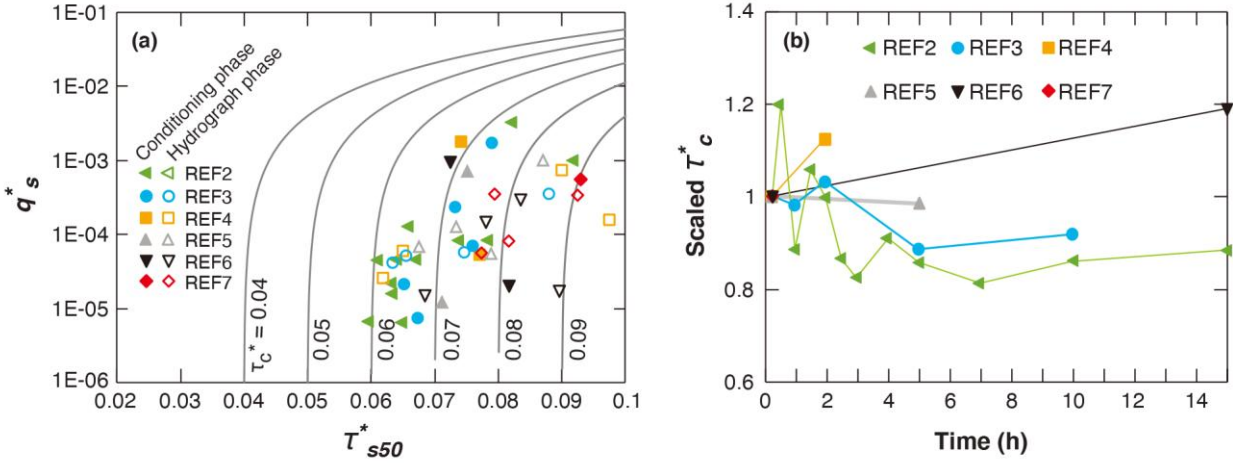 (a)
1E-01
1E-02
1E-03
1E-04
1E-05
1E-06
q*s
Conditioning phase
Hydrograph phase
REF2
REF3
REF4
REF5
REF6
REF7
τc* = 0.04
0.05
0.06
0.07
0.08
0.09
0.02 0.03 0.04 0.05 0.06 0.07 0.08 0.09 0.1
τ*s50
(b)
REF2 REF3 REF4
REF5 REF6 REF7
1.4
1.2
1
0.8
0.6
Scaled τ*c
0 2 4 6 8 10 12 14
Time (h)